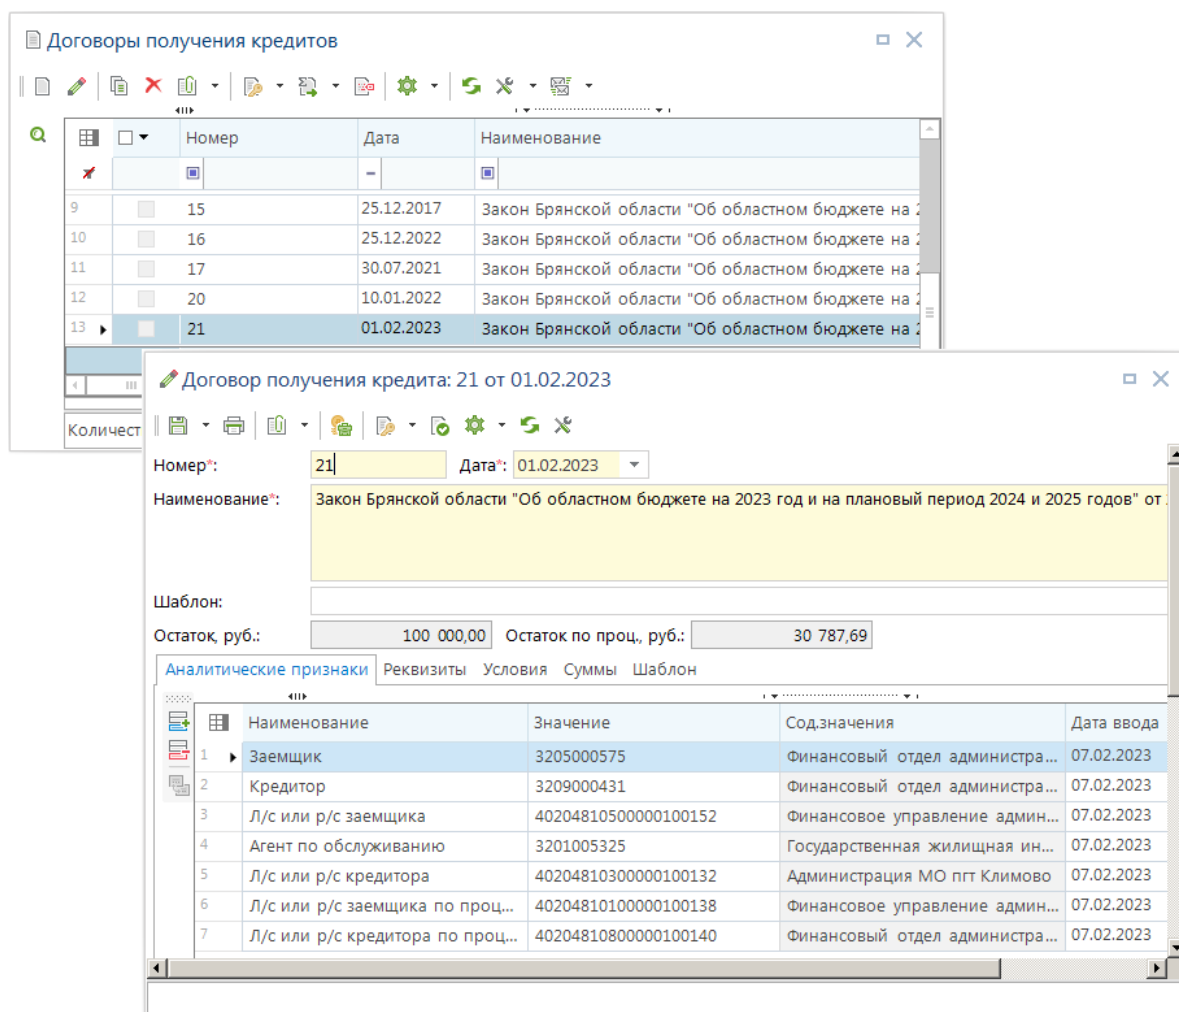 Договоры получения кредитов
Номер Дата Наименование
9 15 25.12.2017 Закон Брянской области "Об областном бюджете на 2
10 16 25.12.2022 Закон Брянской области "Об областном бюджете на 2
11 17 30.07.2021 Закон Брянской области "Об областном бюджете на 2
12 20 10.01.2022 Закон Брянской области "Об областном бюджете на 2
13 21 01.02.2023 Закон Брянской области "Об областном бюджете на 2
Количест
Договор получения кредита: 21 от 01.02.2023
Номер*: 21 Дата*: 01.02.2023
Наименование*: Закон Брянской области "Об областном бюджете на 2023 год и на плановый период 2024 и 2025 годов" от
Шаблон:
Остаток, руб.: 100 000,00 Остаток по проц., руб.: 30 787,69
Аналитические признаки Реквизиты Условия Суммы Шаблон
Наименование Значение Сод.значения Дата ввода
1 Заемщик 3205000575 Финансовый отдел администра... 07.02.2023
2 Кредитор 3209000431 Финансовый отдел администра... 07.02.2023
3 Л/с или р/с заемщика 40204810500000100152 Финансовое управление админ... 07.02.2023
4 Агент по обслуживанию 3201005325 Государственная жилищная ин... 07.02.2023
5 Л/с или р/с кредитора 40204810300000100132 Администрация МО пгт Климово 07.02.2023
6 Л/с или р/с заемщика по проц... 40204810100000100138 Финансовое управление админ... 07.02.2023
7 Л/с или р/с кредитора по проц... 40204810800000100140 Финансовый отдел администра... 07.02.2023